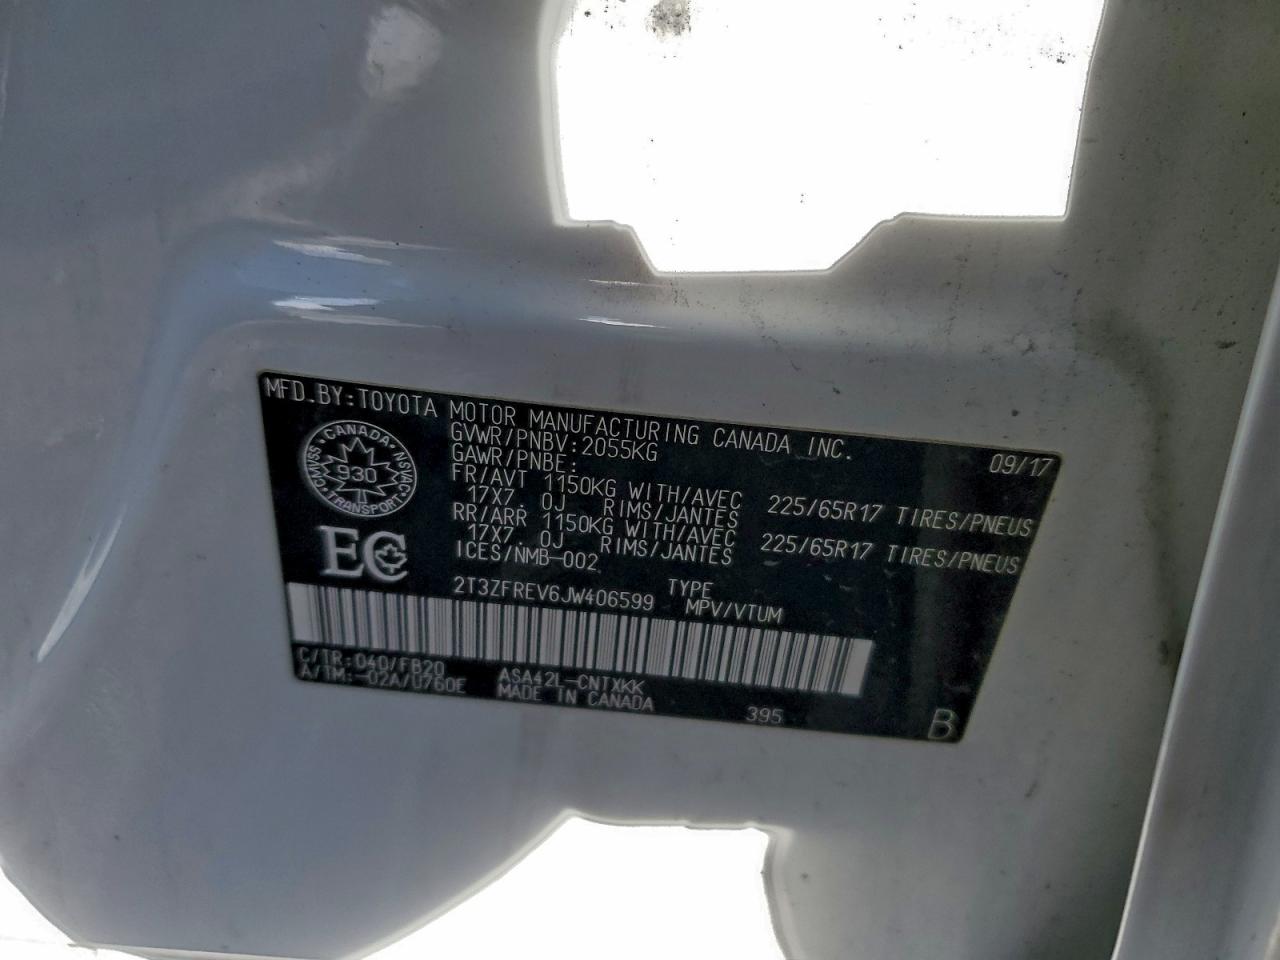 MFD.BY:TOYOTA MOTOR MANUFACTURING CANADA INC.
09/17
GVWR/PNBV:2055KG
GAWR/PNBE:
FR/AVT 1150KG WITH/AVEC 225/65R17 TIRES/PNEUS
17X7 0J RIMS/JANTES
RR/ARR 1150KG WITH/AVEC 225/65R17 TIRES/PNEUS
17X7 0J RIMS/JANTES
ICES/NMB-002
CANADA
CMVSS 930 NSVAC
TRANSPORT
EC
2T3ZFREV6JW406599 TYPE
MPV/VTUM
C/TR:040/FB20 ASA42L-CNTXKK
A/TM:-02A/U760E MADE IN CANADA
395
B